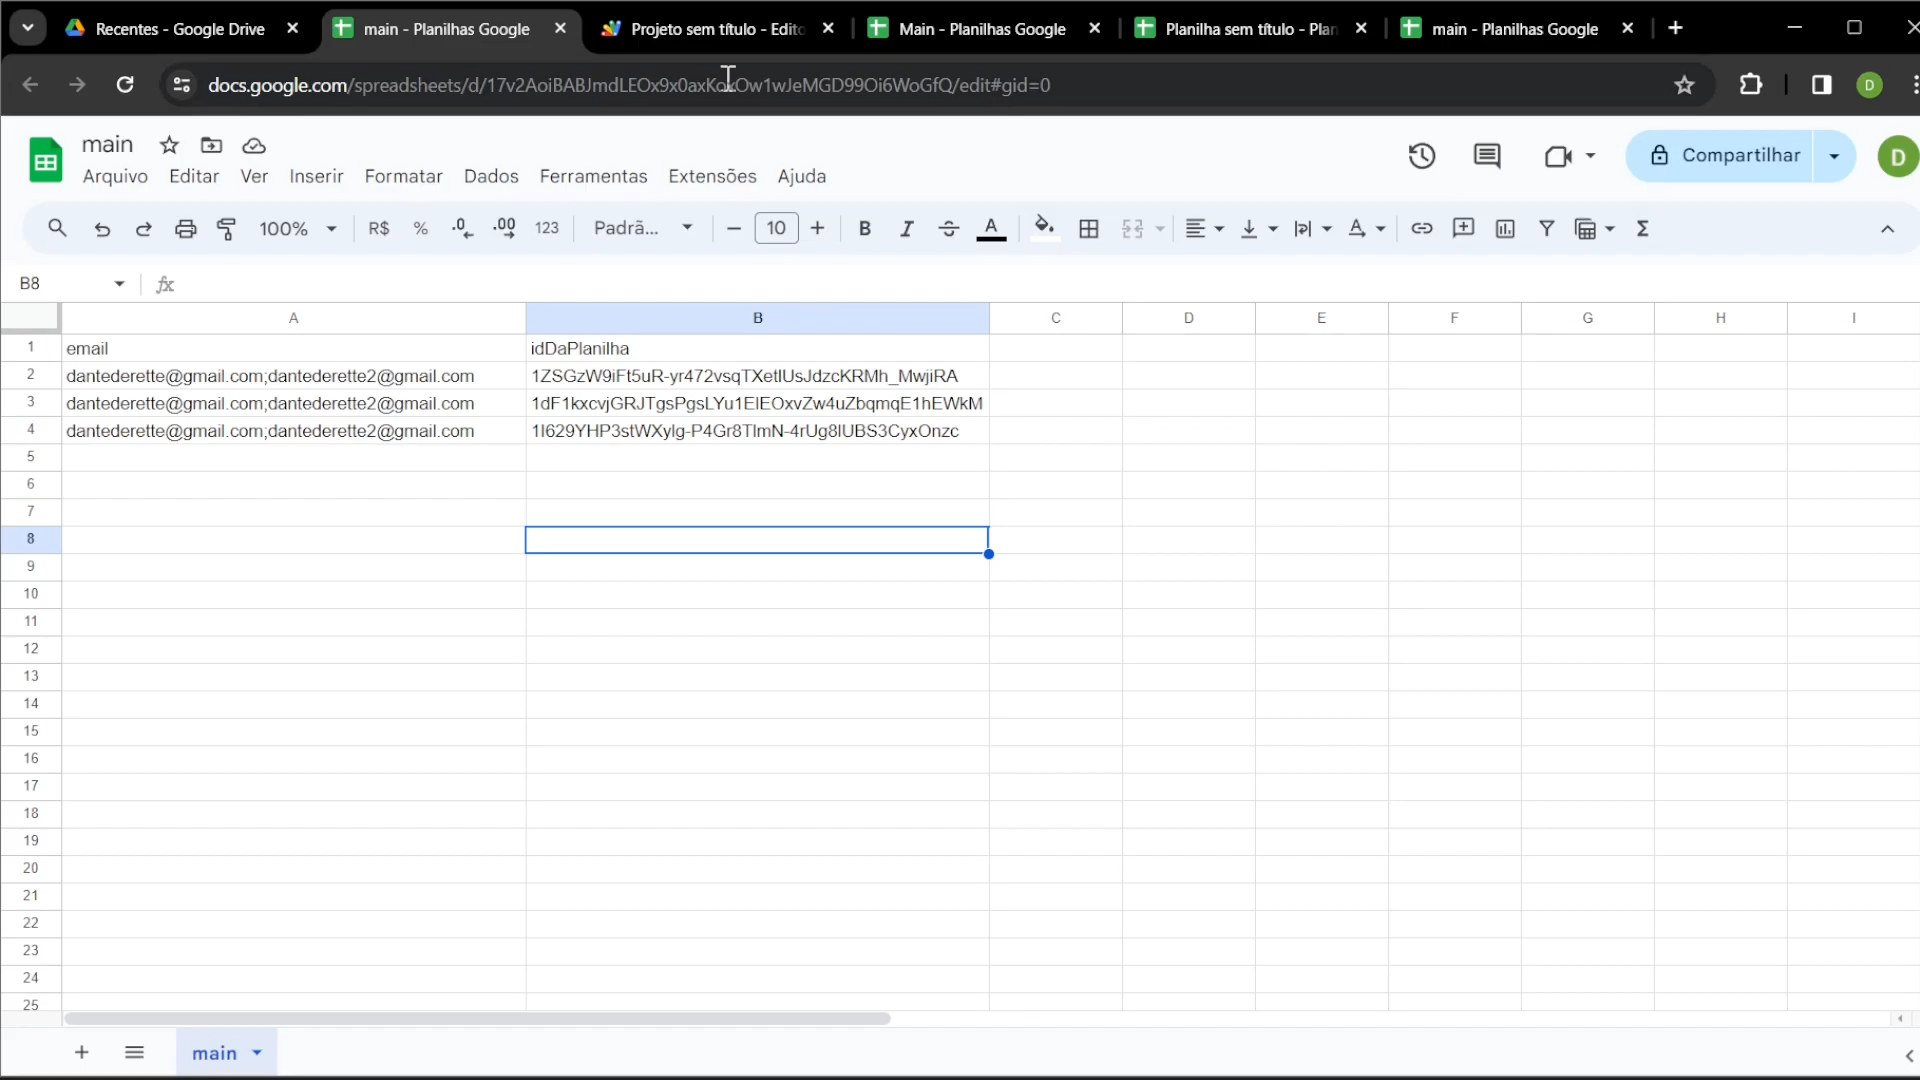 Recentes - Google Drive
main - Planilhas Google
Projeto sem título - Edito
Main - Planilhas Google
Planilha sem título - Plan
main - Planilhas Google
docs.google.com/spreadsheets/d/17v2AoiBABJmdLEOx9x0axKoxOw1wJeMGD99Oi6WoGfQ/edit#gid=0
D
main
Compartilhar
D
Arquivo Editar Ver Inserir Formatar Dados Ferramentas Extensões Ajuda
100% R$ % .0 .00 123 Padrã... 10 B I S A A Σ
B8 fx
A B C D E F G H I
1 email idDaPlanilha
2 dantederette@gmail.com;dantederette2@gmail.com 1ZSGzW9iFt5uR-yr472vsqTXetlUsJdzcKRMh_MwjiRA
3 dantederette@gmail.com;dantederette2@gmail.com 1dF1kxcvjGRJTgsPgsLYu1ElEOxvZw4uZbqmqE1hEWkM
4 dantederette@gmail.com;dantederette2@gmail.com 1I629YHP3stWXylg-P4Gr8TlmN-4rUg8lUBS3CyxOnzc
5
6
7
8
9
10
11
12
13
14
15
16
17
18
19
20
21
22
23
24
25
main